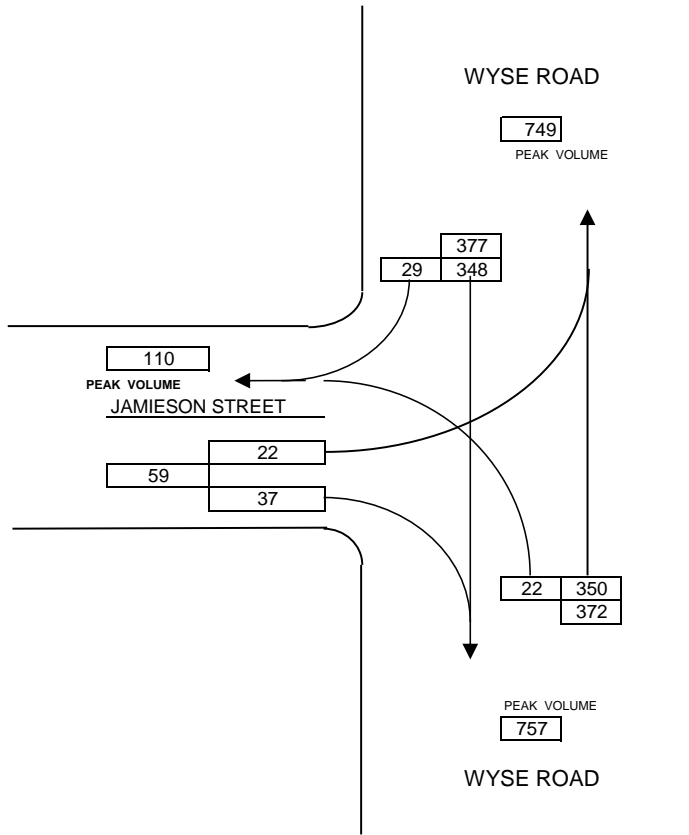 WYSE ROAD
749
PEAK VOLUME
377
29 348
110
PEAK VOLUME
JAMIESON STREET
22
59
37
22 350
372
PEAK VOLUME
757
WYSE ROAD